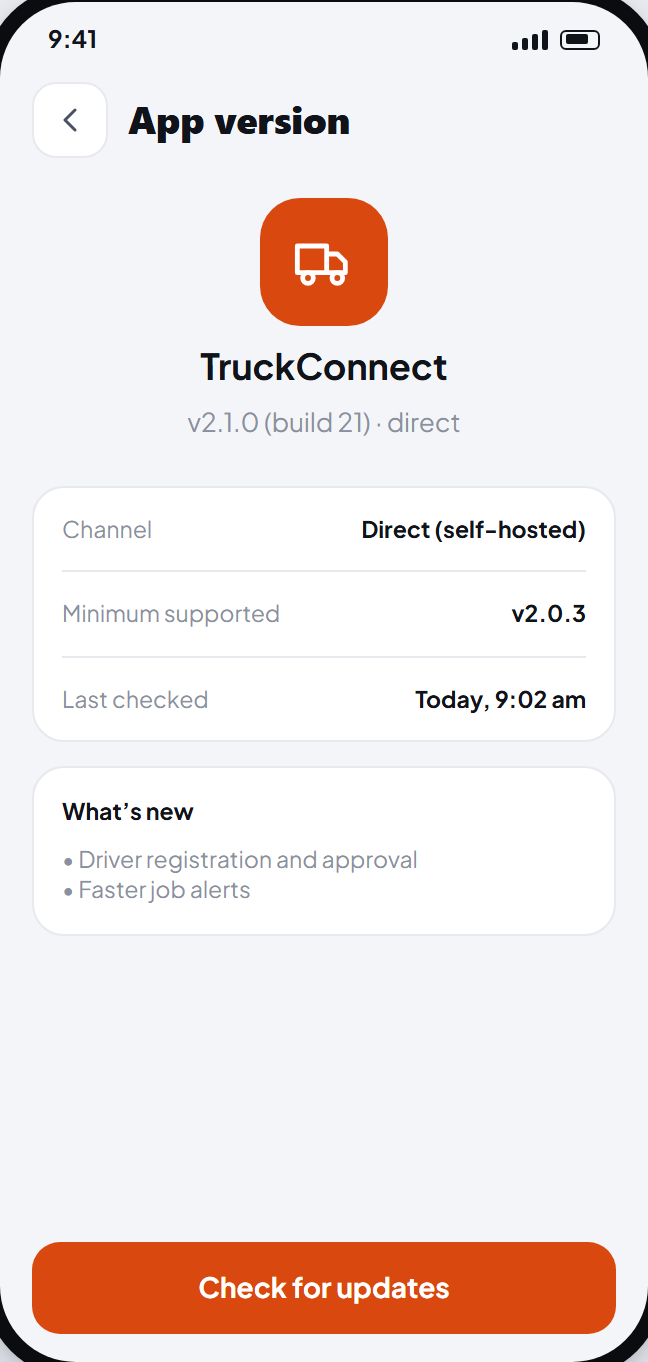 9:41
App version
TruckConnect
v2.1.0 (build 21) · direct
Channel Direct (self-hosted)
Minimum supported v2.0.3
Last checked Today, 9:02 am
What’s new
• Driver registration and approval
• Faster job alerts
Check for updates